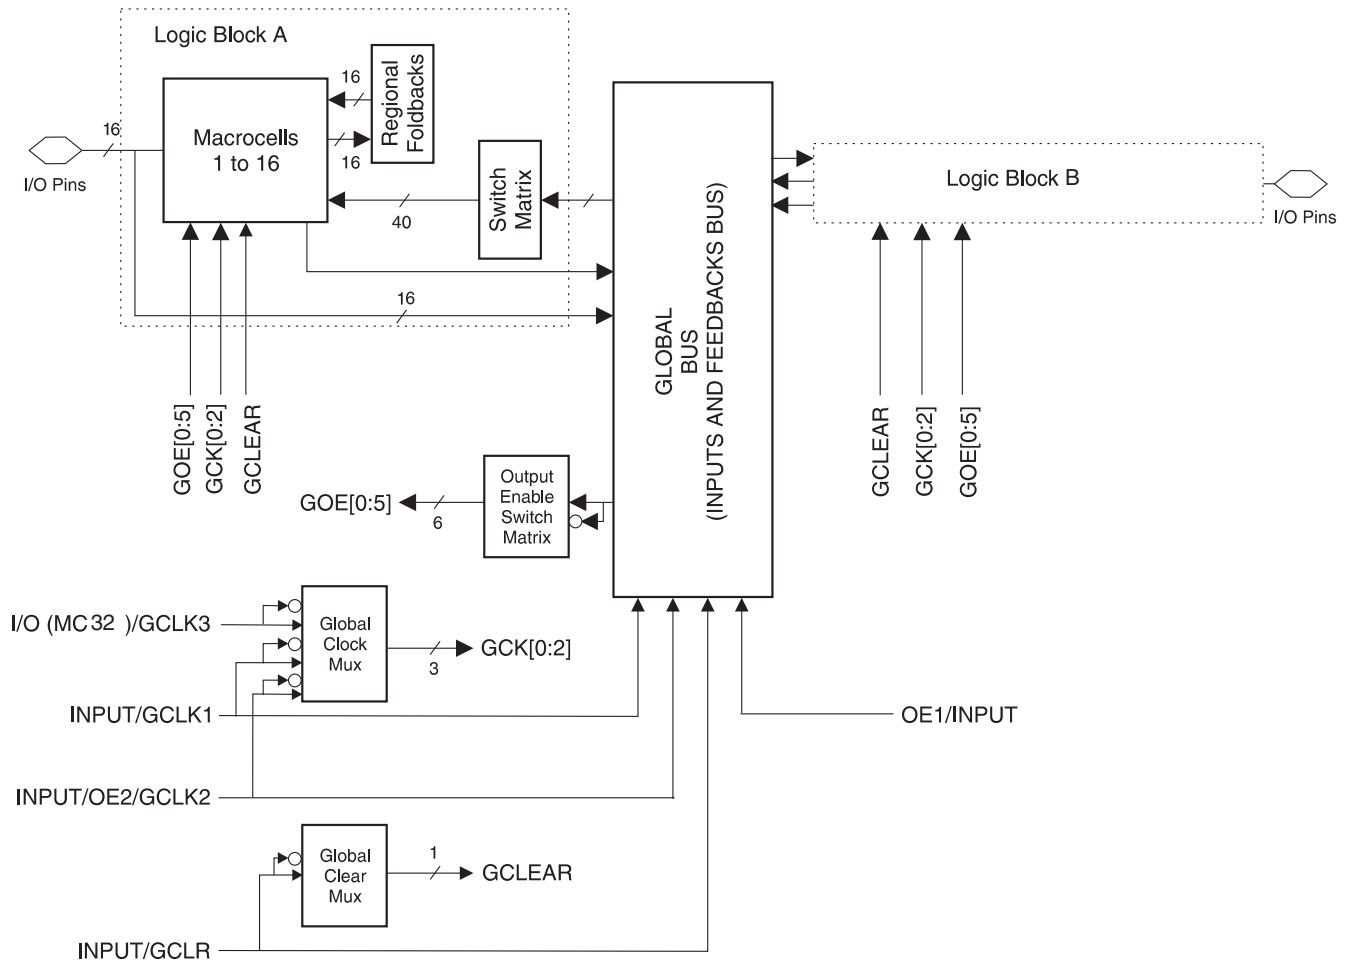 Logic Block A
16
Regional
Foldbacks
Macrocells
1 to 16
16
16
I/O Pins
40
Switch
Matrix
16
GOE[0:5]
GCK[0:2]
GCLEAR
GLOBAL
BUS
(INPUTS AND FEEDBACKS BUS)
Logic Block B
I/O Pins
GCLEAR
GCK[0:2]
GOE[0:5]
GOE[0:5]
6
Output
Enable
Switch
Matrix
I/O (MC32 )/GCLK3
Global
Clock
Mux
3
GCK[0:2]
INPUT/GCLK1
OE1/INPUT
INPUT/OE2/GCLK2
Global
Clear
Mux
1
GCLEAR
INPUT/GCLR